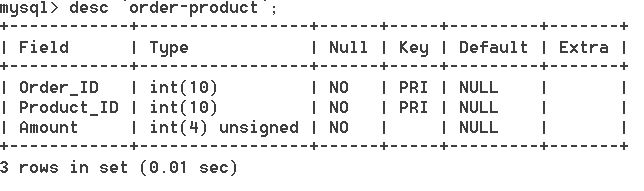 mysql> desc `order-product`;
+------------+-----------------+------+-----+---------+-------+
| Field      | Type            | Null | Key | Default | Extra |
+------------+-----------------+------+-----+---------+-------+
| Order_ID   | int(10)         | NO   | PRI | NULL    |       |
| Product_ID | int(10)         | NO   | PRI | NULL    |       |
| Amount     | int(4) unsigned | NO   |     | NULL    |       |
+------------+-----------------+------+-----+---------+-------+
3 rows in set (0.01 sec)